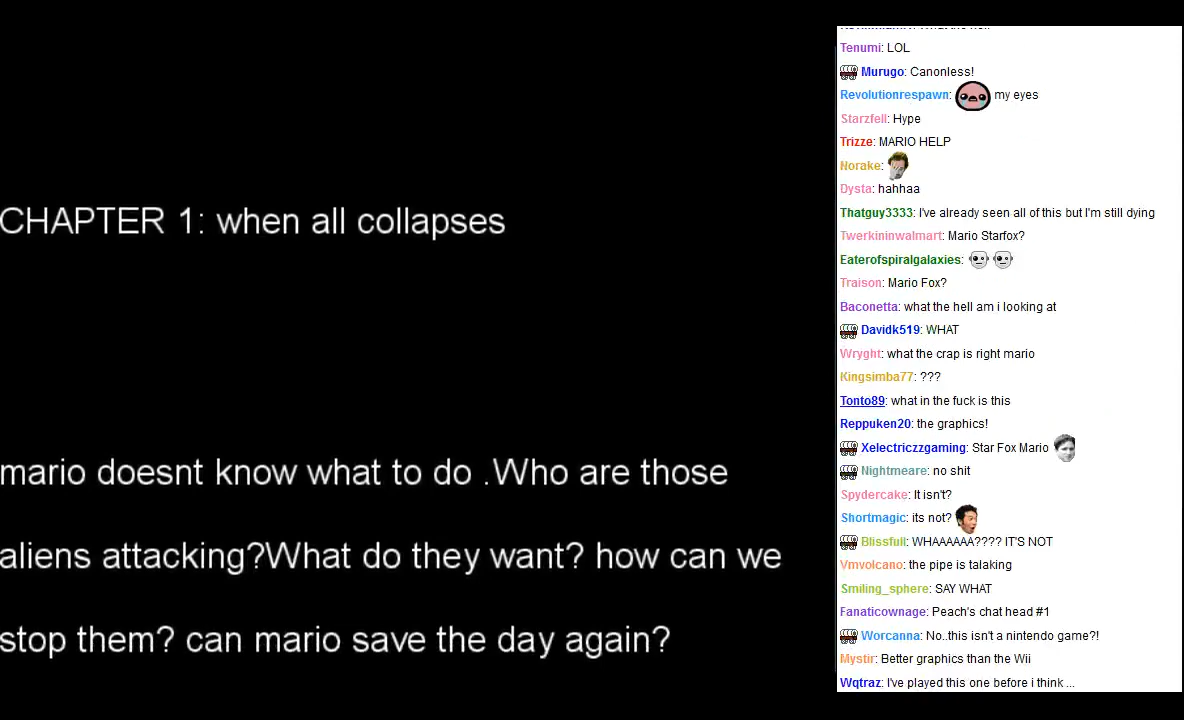 CHAPTER 1: when all collapses
mario doesnt know what to do .Who are those
aliens attacking?What do they want? how can we
stop them? can mario save the day again?
Tenumi: LOL
Murugo: Canonless!
Revolutionrespawn: my eyes
Starzfell: Hype
Trizze: MARIO HELP
Norake:
Dysta: hahhaa
Thatguy3333: I've already seen all of this but I'm still dying
Twerkininwalmart: Mario Starfox?
Eaterofspiralgalaxies:
Traison: Mario Fox?
Baconetta: what the hell am i looking at
Davidk519: WHAT
Wryght: what the crap is right mario
Kingsimba77: ???
Tonto89: what in the fuck is this
Reppuken20: the graphics!
Xelectriczzgaming: Star Fox Mario
Nightmeare: no shit
Spydercake: It isn't?
Shortmagic: its not?
Blissfull: WHAAAAAA???? IT'S NOT
Vmvolcano: the pipe is talaking
Smiling_sphere: SAY WHAT
Fanaticownage: Peach's chat head #1
Worcanna: No..this isn't a nintendo game?!
Mystir: Better graphics than the Wii
Wqtraz: I've played this one before i think ...